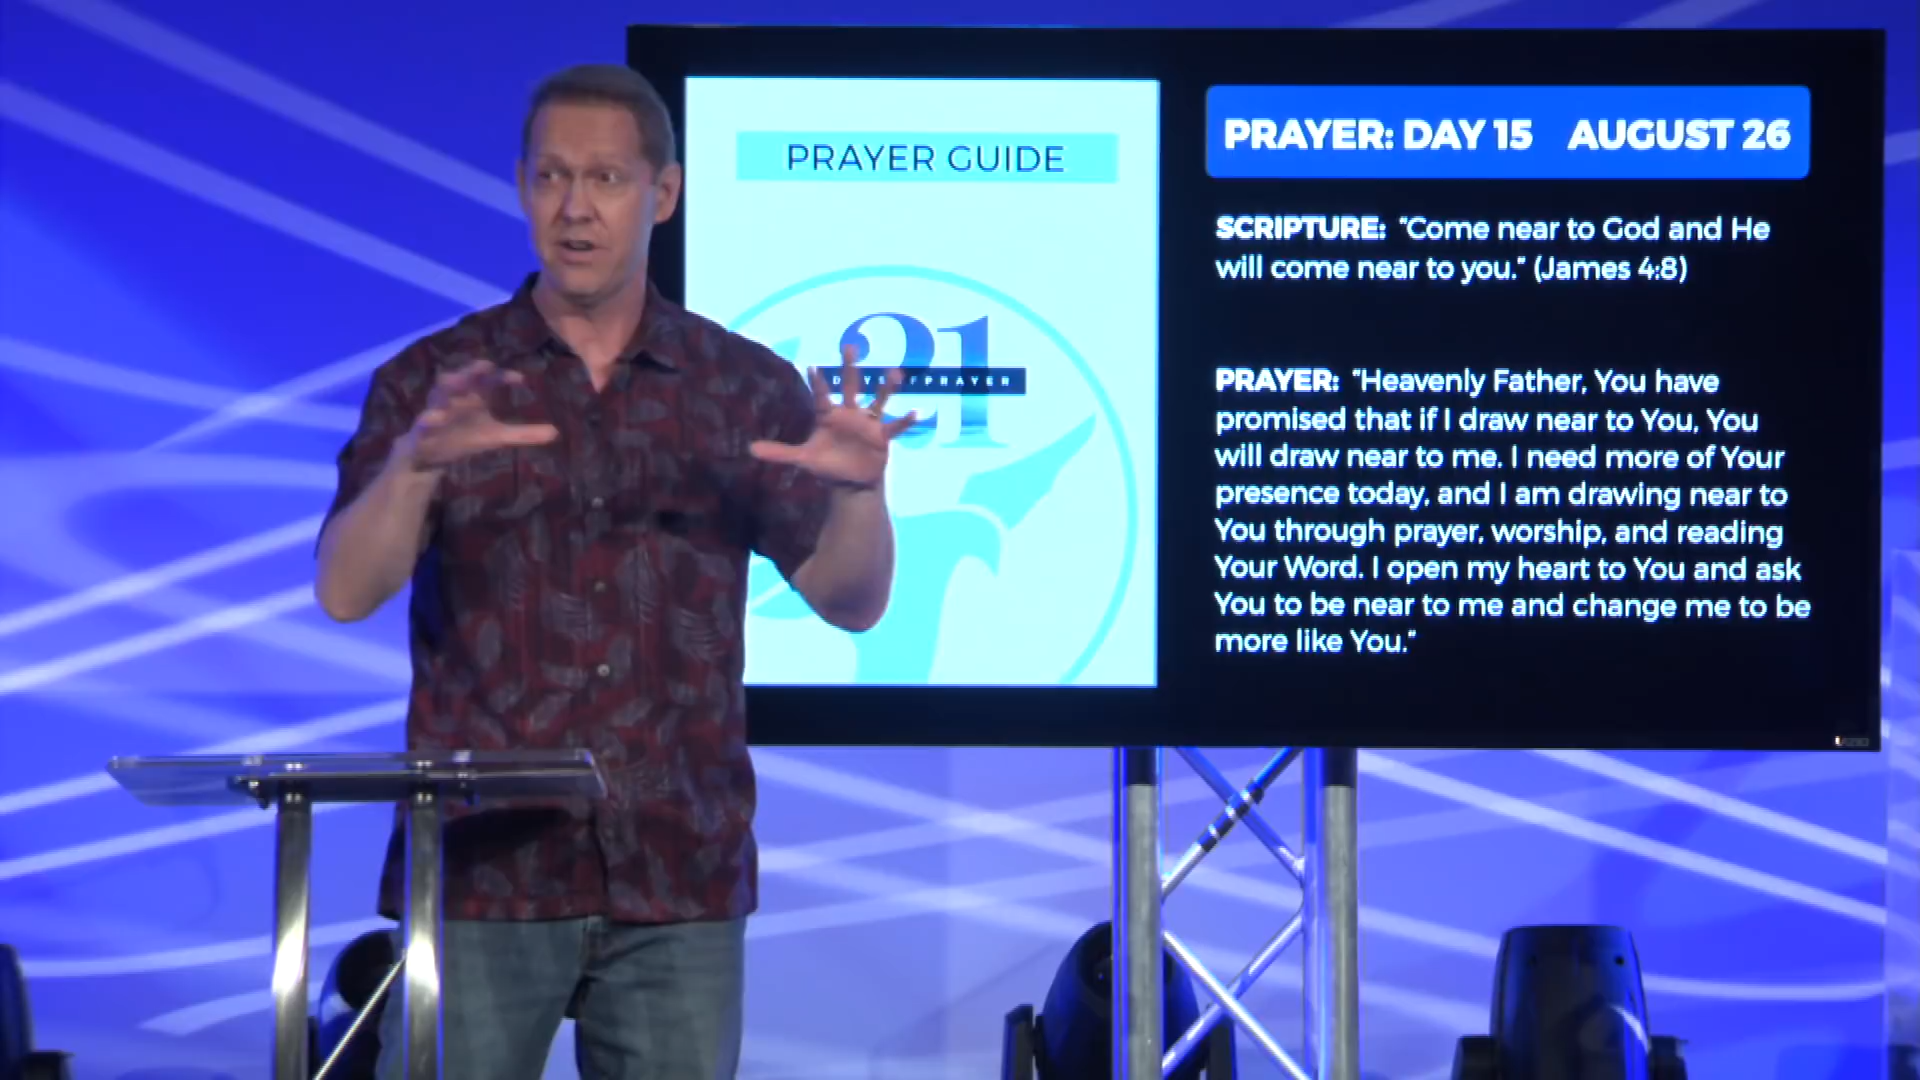 PRAYER GUIDE
21
DAYS OF PRAYER
PRAYER: DAY 15 AUGUST 26
SCRIPTURE: "Come near to God and He
will come near to you." (James 4:8)
PRAYER: "Heavenly Father, You have
promised that if I draw near to You, You
will draw near to me. I need more of Your
presence today, and I am drawing near to
You through prayer, worship, and reading
Your Word. I open my heart to You and ask
You to be near to me and change me to be
more like You."